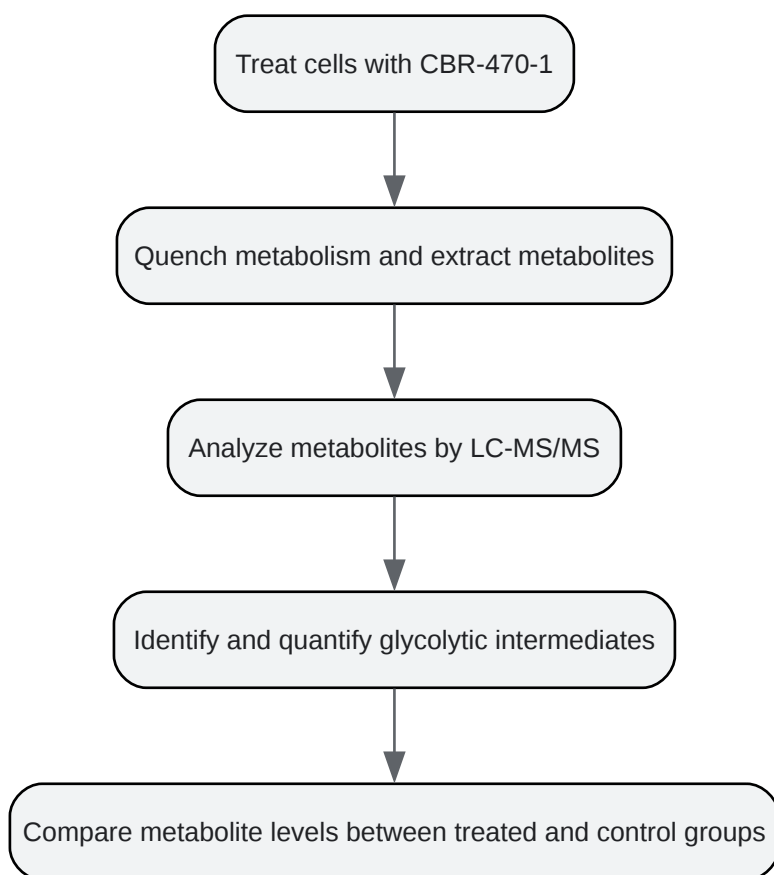 Treat cells with CBR-470-1
Quench metabolism and extract metabolites
Analyze metabolites by LC-MS/MS
Identify and quantify glycolytic intermediates
Compare metabolite levels between treated and control groups